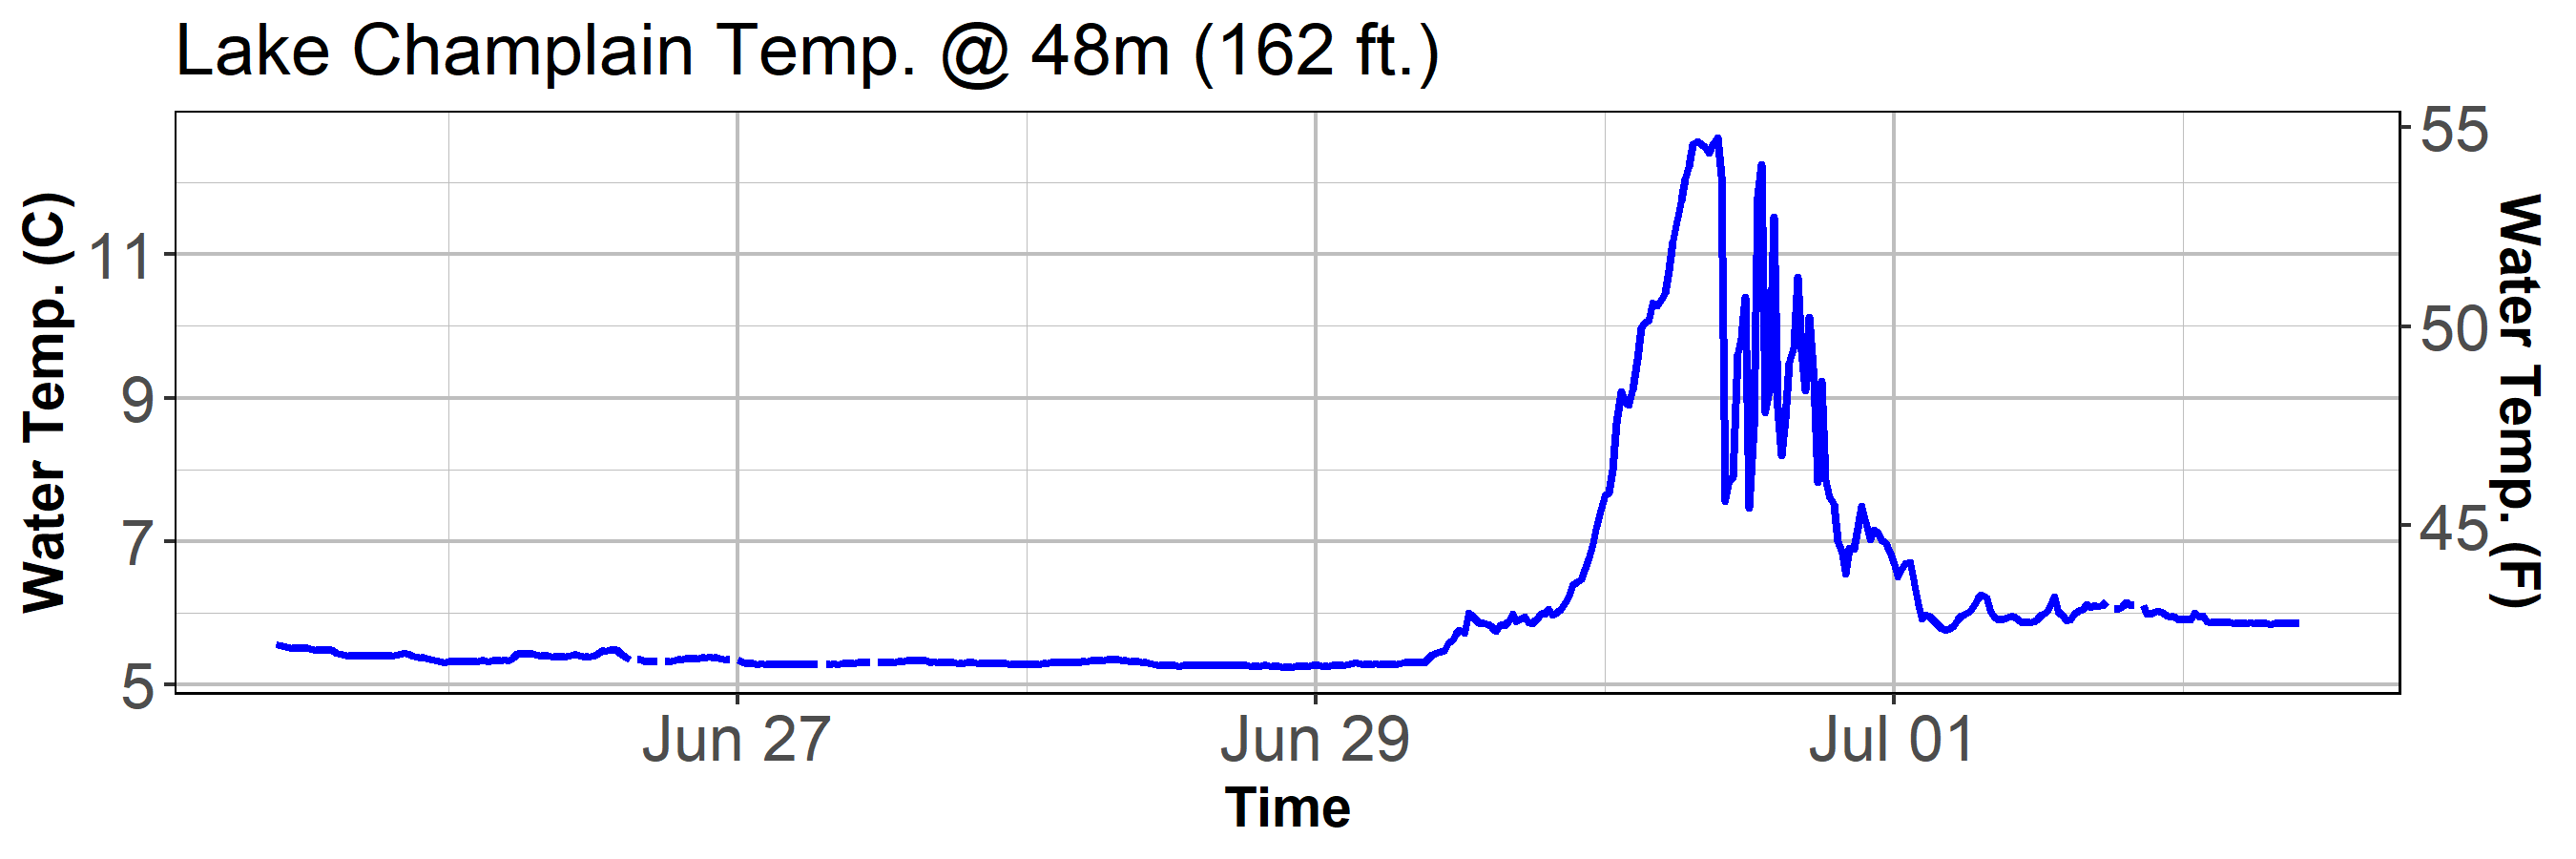 Lake Champlain Temp. @ 48m (162 ft.)
Water Temp. (C)
11
9
7
5
55
50
45
Water Temp. (F)
Jun 27
Jun 29
Jul 01
Time